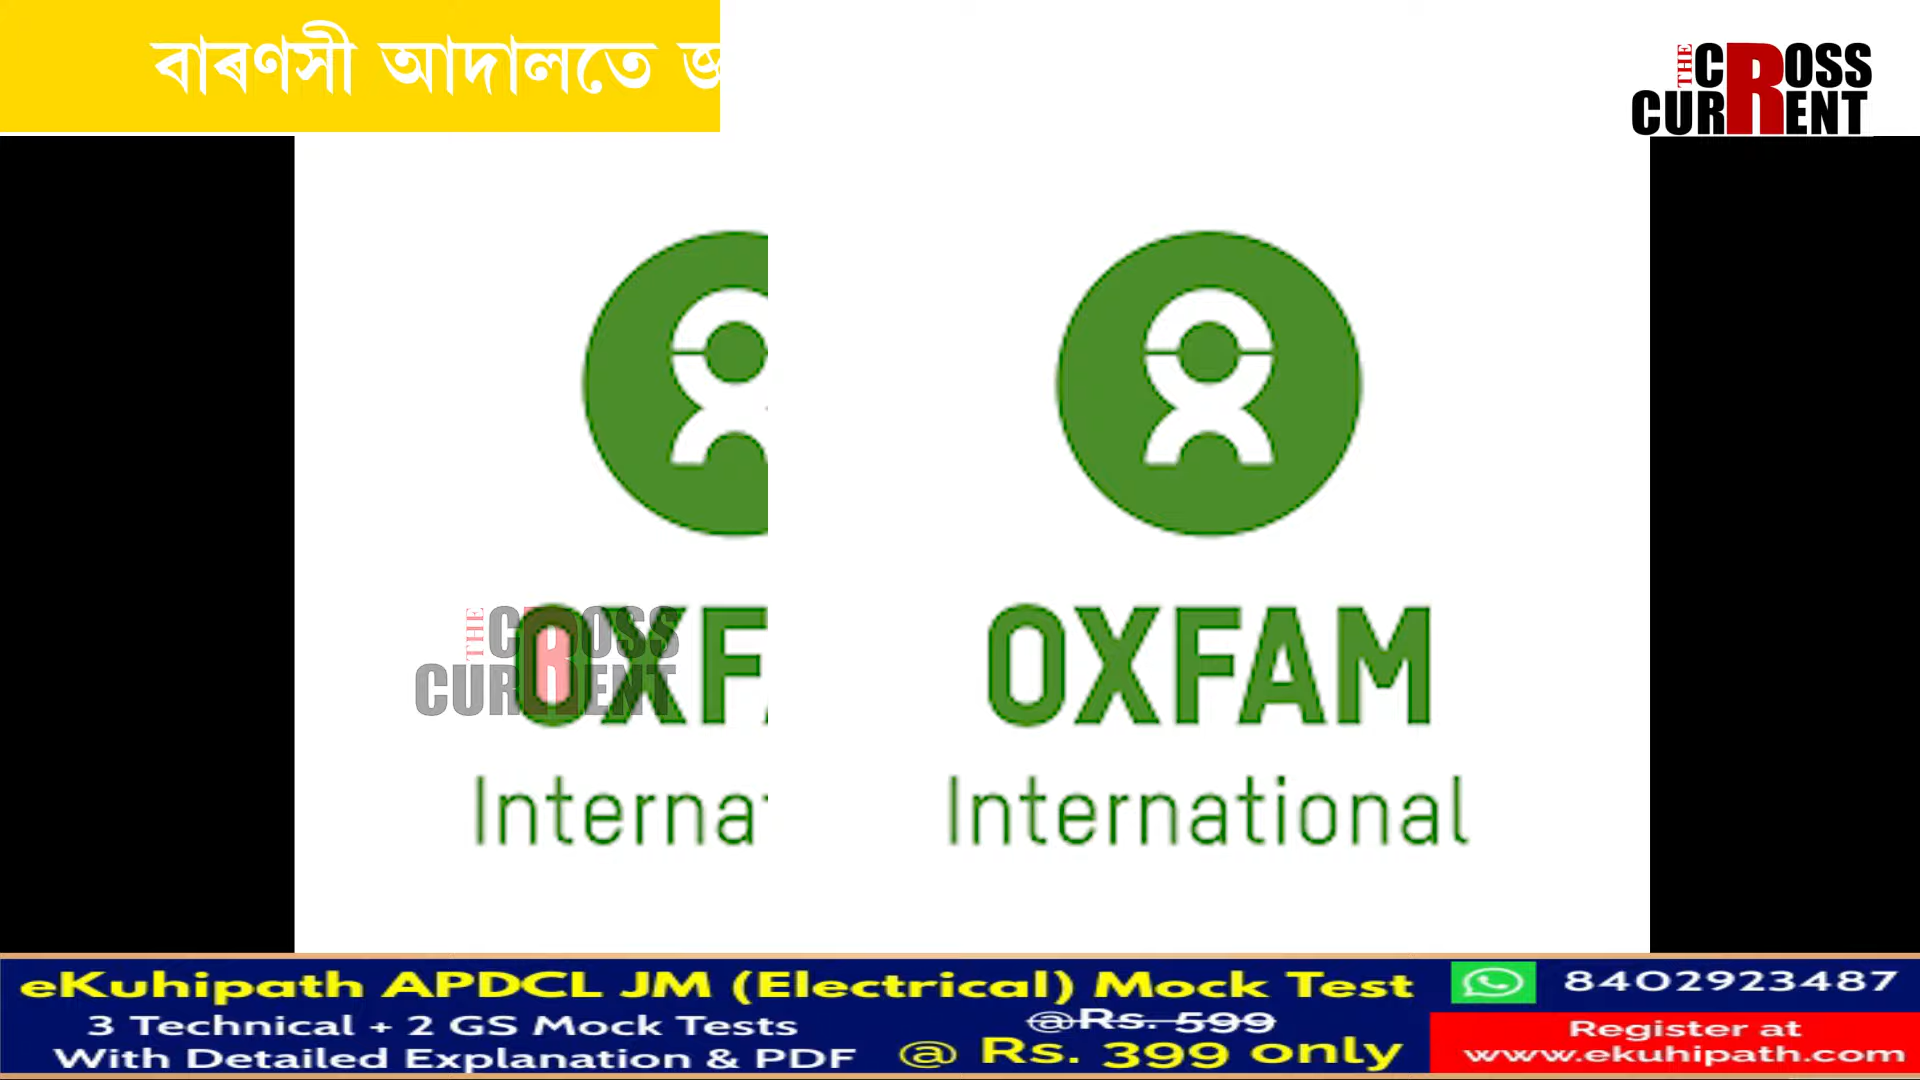 বাৰণসী আদালতে
THE CROSS
CURRENT
OXFAM
International
THE CROSS
CURRENT
OXF
Interna
eKuhipath APDCL JM (Electrical) Mock Test
3 Technical + 2 GS Mock Tests
With Detailed Explanation & PDF
@Rs. 599
@ Rs. 399 only
8402923487
Register at
www.ekuhipath.com